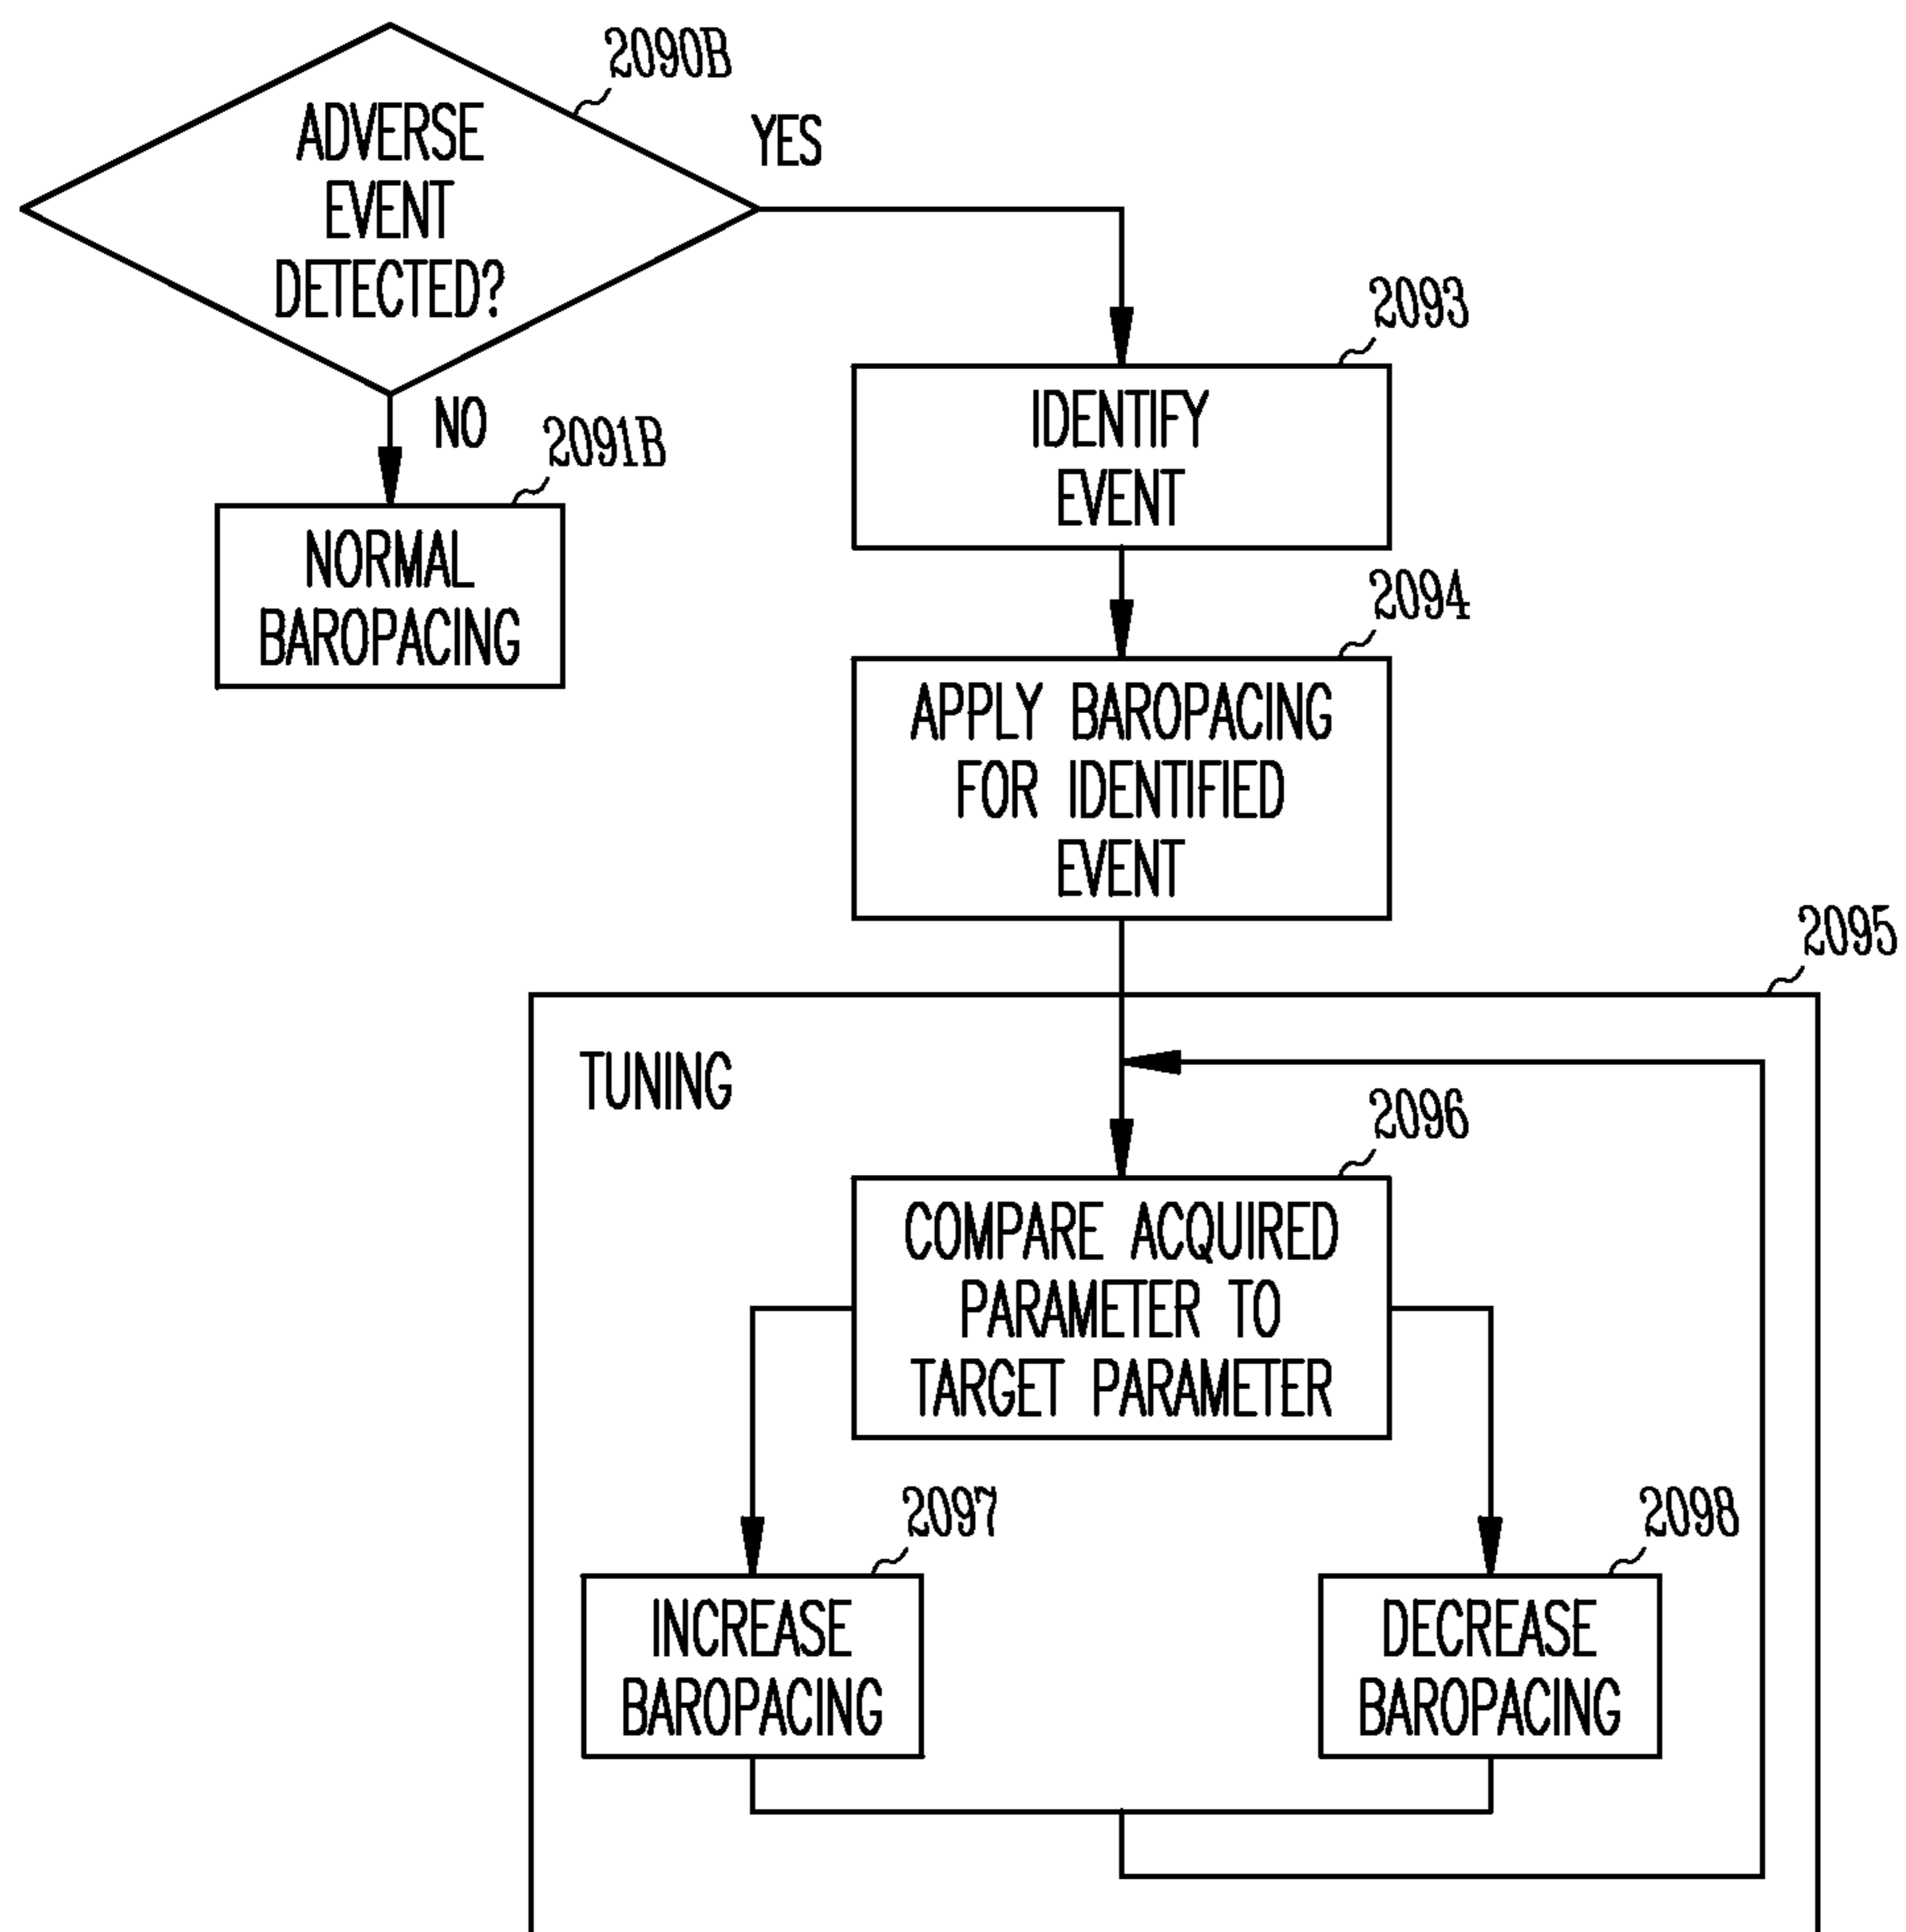 2090B
ADVERSE
EVENT
DETECTED?
YES
NO
2091B
NORMAL
BAROPACING
2093
IDENTIFY
EVENT
2094
APPLY BAROPACING
FOR IDENTIFIED
EVENT
2095
TUNING
2096
COMPARE ACQUIRED
PARAMETER TO
TARGET PARAMETER
2097
INCREASE
BAROPACING
2098
DECREASE
BAROPACING